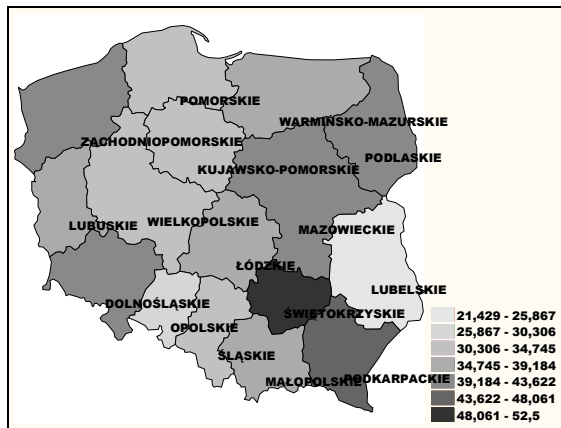 POMORSKIE
WARMIŃSKO-MAZURSKIE
ZACHODNIOPOMORSKIE
PODLASKIE
KUJAWSKO-POMORSKIE
WIELKOPOLSKIE
LUBUSKIE
MAZOWIECKIE
ŁÓDZKIE
LUBELSKIE
DOLNOŚLĄSKIE
ŚWIĘTOKRZYSKIE
OPOLSKIE
ŚLĄSKIE
MAŁOPOLSKIE
PODKARPACKIE
21,429 - 25,867
25,867 - 30,306
30,306 - 34,745
34,745 - 39,184
39,184 - 43,622
43,622 - 48,061
48,061 - 52,5